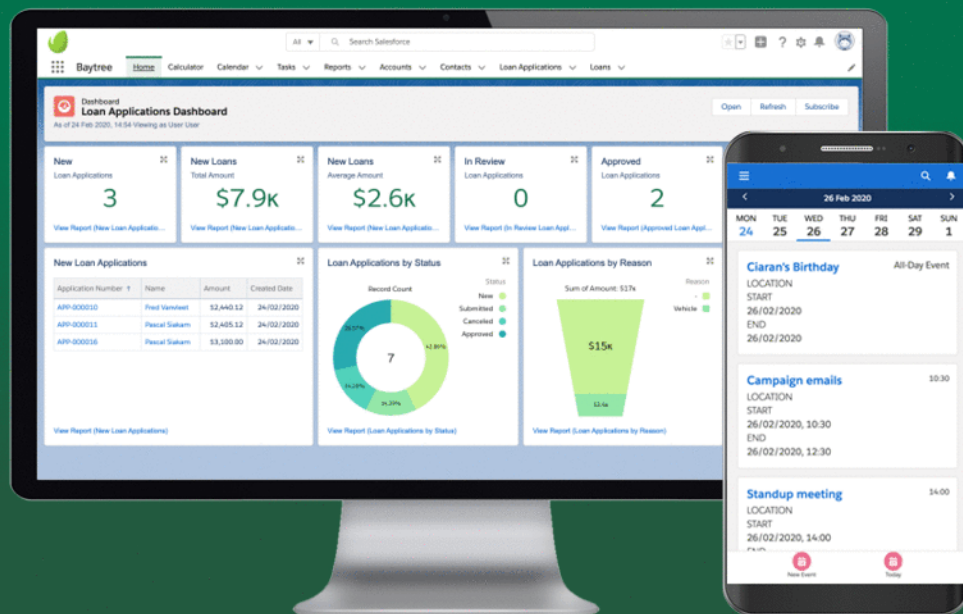 All
Search Salesforce
Baytree
Home
Calculator
Calendar
Tasks
Reports
Accounts
Contacts
Loan Applications
Loans
Dashboard
Loan Applications Dashboard
As of 24 Feb 2020, 14:54 Viewing as User User
Open
Refresh
Subscribe
New
Loan Applications
3
View Report (New Loan Applicatio...
New Loans
Total Amount
$7.9K
View Report (New Loan Applicatio...
New Loans
Average Amount
$2.6K
View Report (New Loan Applicatio...
In Review
Loan Applications
0
View Report (In Review Loan Appl...
Approved
Loan Applications
2
View Report (Approved Loan Appl...
New Loan Applications
Application Number ↑ Name Amount Created Date
APP-000010 Fred Vanvleet $2,440.12 24/02/2020
APP-000011 Pascal Siakam $2,405.12 24/02/2020
APP-000016 Pascal Siakam $3,100.00 24/02/2020
View Report (New Loan Applications)
Loan Applications by Status
Record Count
Status
New
Submitted
Canceled
Approved
28.57%
42.86%
7
14.29%
14.29%
View Report (Loan Applications by Status)
Loan Applications by Reason
Sum of Amount: $17k
Reason
-
Vehicle
$15K
View Report (Loan Applications by Reason)
26 Feb 2020
MON TUE WED THU FRI SAT SUN
24 25 26 27 28 29 1
Ciaran's Birthday
All-Day Event
LOCATION
START
26/02/2020
END
26/02/2020
Campaign emails
10:30
LOCATION
START
26/02/2020, 10:30
END
26/02/2020, 12:30
Standup meeting
14:00
LOCATION
START
26/02/2020, 14:00
END
New Event
Today